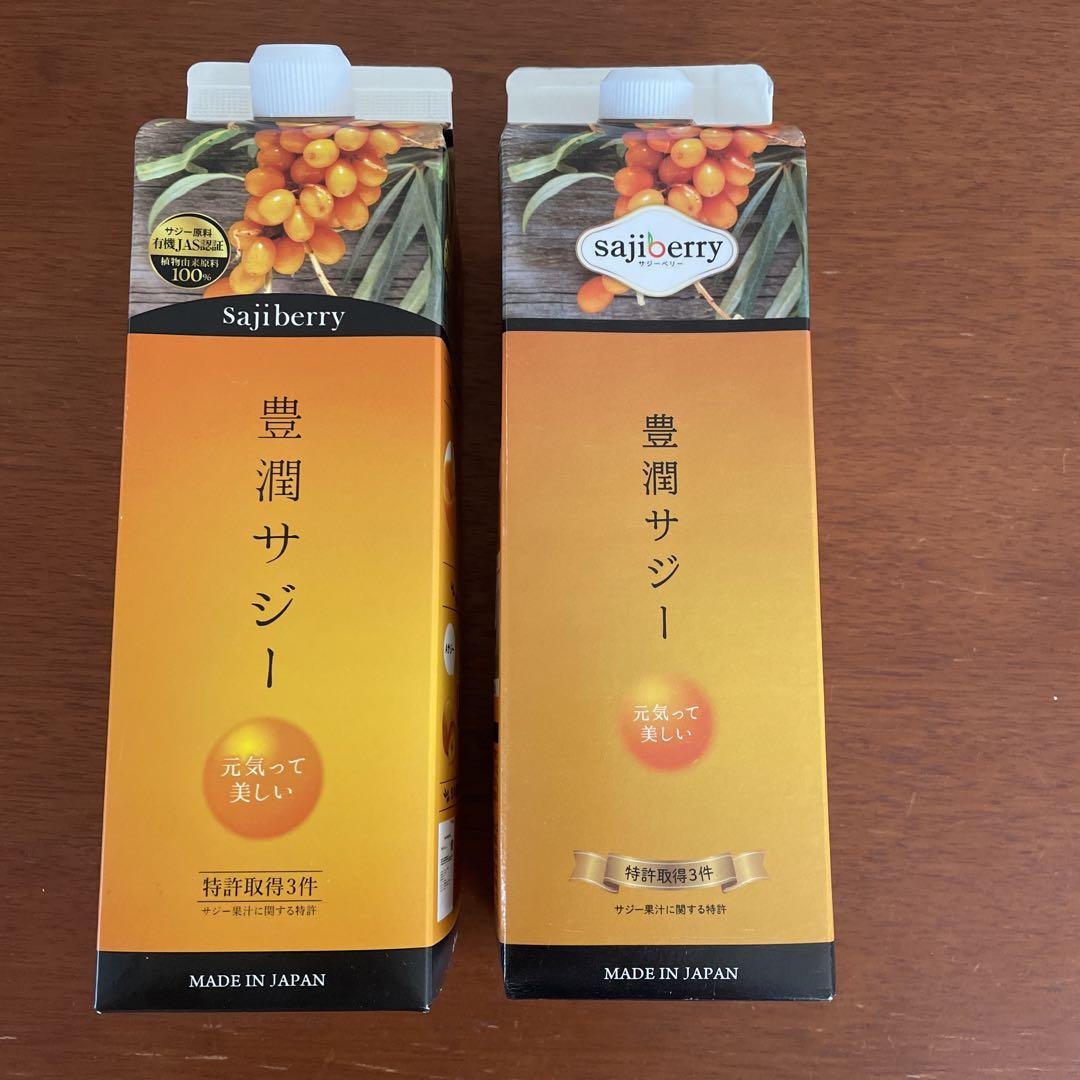 サジー原料
有機JAS認証
植物由来原料
100%
sajiberry
豊潤サジー
元気って
美しい
特許取得3件
サジー果汁に関する特許
MADE IN JAPAN
sajiberry
サジーベリー
豊潤サジー
元気って
美しい
特許取得3件
サジー果汁に関する特許
MADE IN JAPAN